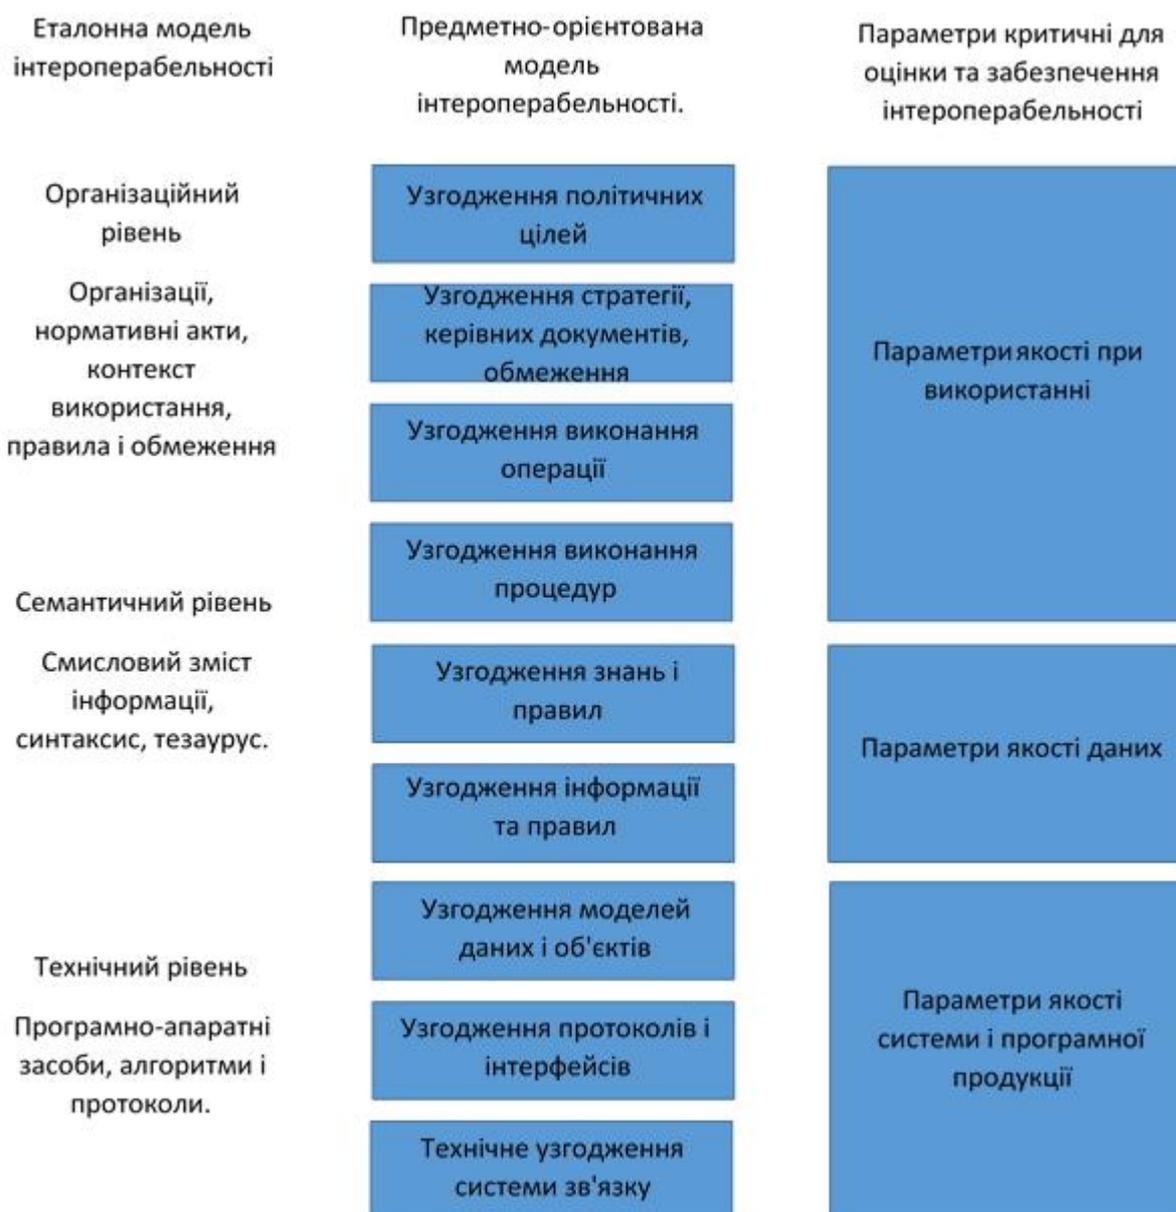 Еталонна модель
інтероперабельності
Предметно-орієнтована
модель
інтероперабельності.
Параметри критичні для
оцінки та забезпечення
інтероперабельності
Організаційний
рівень
Організації,
нормативні акти,
контекст
використання,
правила і обмеження
Семантичний рівень
Смисловий зміст
інформації,
синтаксис, тезаурус.
Технічний рівень
Програмно-апаратні
засоби, алгоритми і
протоколи.
Узгодження політичних
цілей
Узгодження стратегії,
керівних документів,
обмеження
Узгодження виконання
операції
Узгодження виконання
процедур
Узгодження знань і
правил
Узгодження інформації
та правил
Узгодження моделей
даних і об'єктів
Узгодження протоколів і
інтерфейсів
Технічне узгодження
системи зв'язку
Параметри якості при
використанні
Параметри якості даних
Параметри якості
системи і програмної
продукції